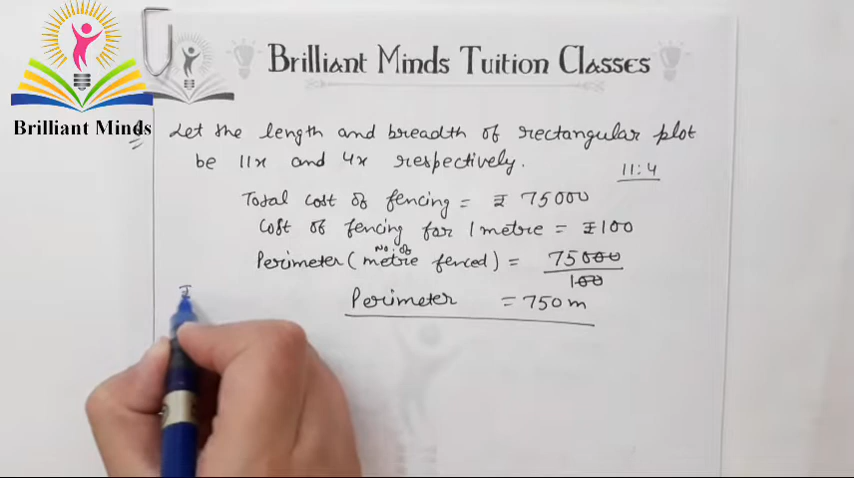 Brilliant Minds Tuition Classes
Brilliant Minds
Let the length and breadth of rectangular plot
be 11x and 4x respectively.
11:4
Total cost of fencing = ₹ 75000
Cost of fencing for 1 metre = ₹100
No. of
Perimeter (metre fenced) = 75000
100
Perimeter = 750 m
₹